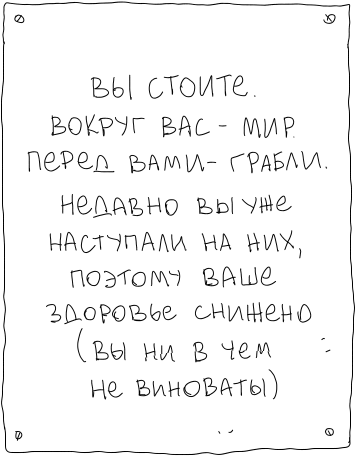 ВЫ СТОИТЕ.
ВОКРУГ ВАС - МИР.
ПЕРЕД ВАМИ - ГРАБЛИ.
НЕДАВНО ВЫ УЖЕ
НАСТУПАЛИ НА НИХ,
ПОЭТОМУ ВАШЕ
ЗДОРОВЬЕ СНИЖЕНО
(ВЫ НИ В ЧЕМ
НЕ ВИНОВАТЫ)